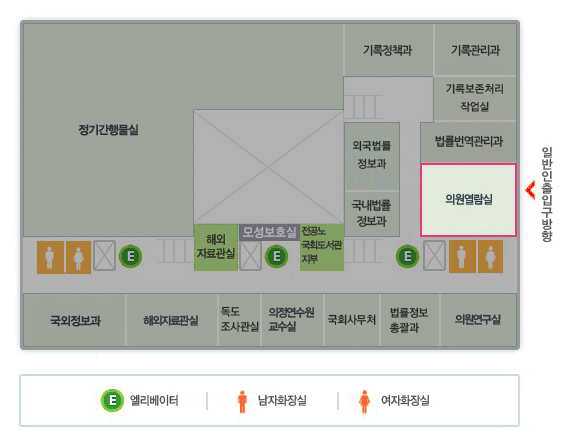 기록정책과
기록관리과
기록보존처리
작업실
정기간행물실
외국법률
정보과
법률번역관리과
의원열람실
국내법률
정보과
일반인출입구방향
해외
자료관실
모성보호실
전공노
국회도서관
지부
E
E
E
국외정보과
해외자료관실
독도
조사관실
의정연수원
교수실
국회사무처
법률정보
총괄과
의원연구실
E 엘리베이터
남자화장실
여자화장실